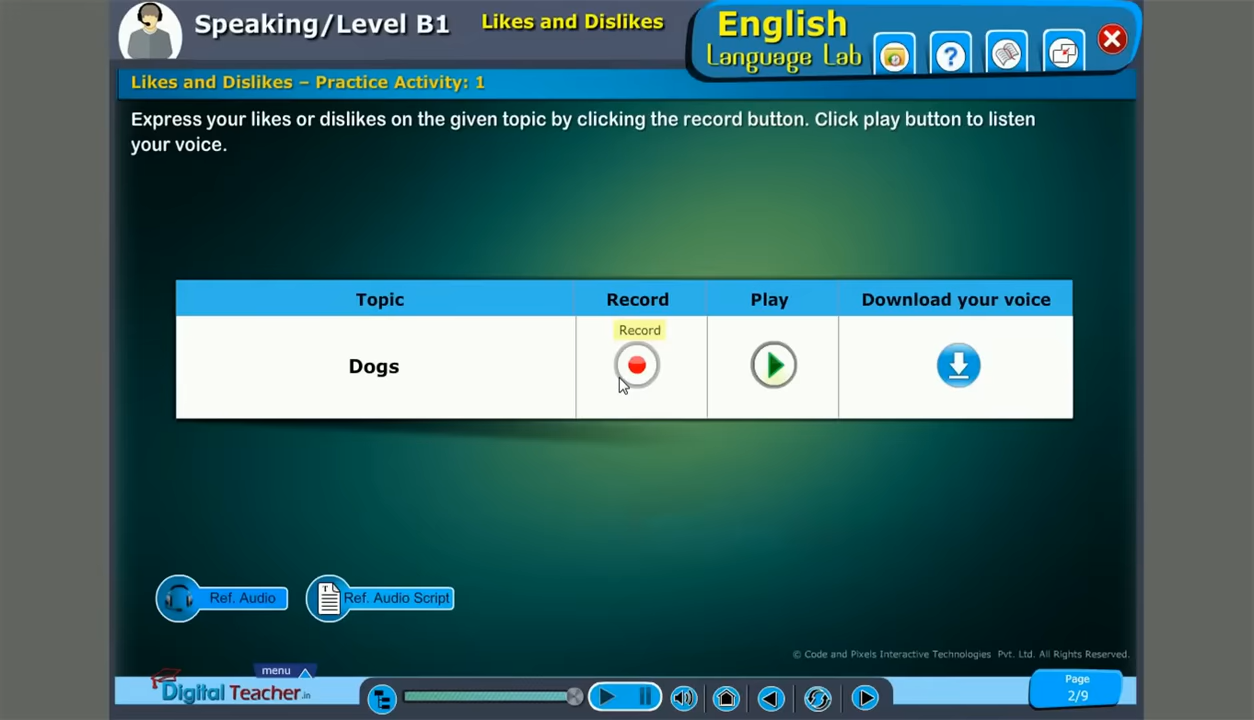 Speaking/Level B1
Likes and Dislikes
English
Language Lab
?
Likes and Dislikes – Practice Activity: 1
Express your likes or dislikes on the given topic by clicking the record button. Click play button to listen
your voice.
Topic
Record
Play
Download your voice
Record
Dogs
Ref. Audio
T
Ref. Audio Script
© Code and Pixels Interactive Technologies Pvt. Ltd. All Rights Reserved.
menu
Digital Teacher.in
Page
2/9